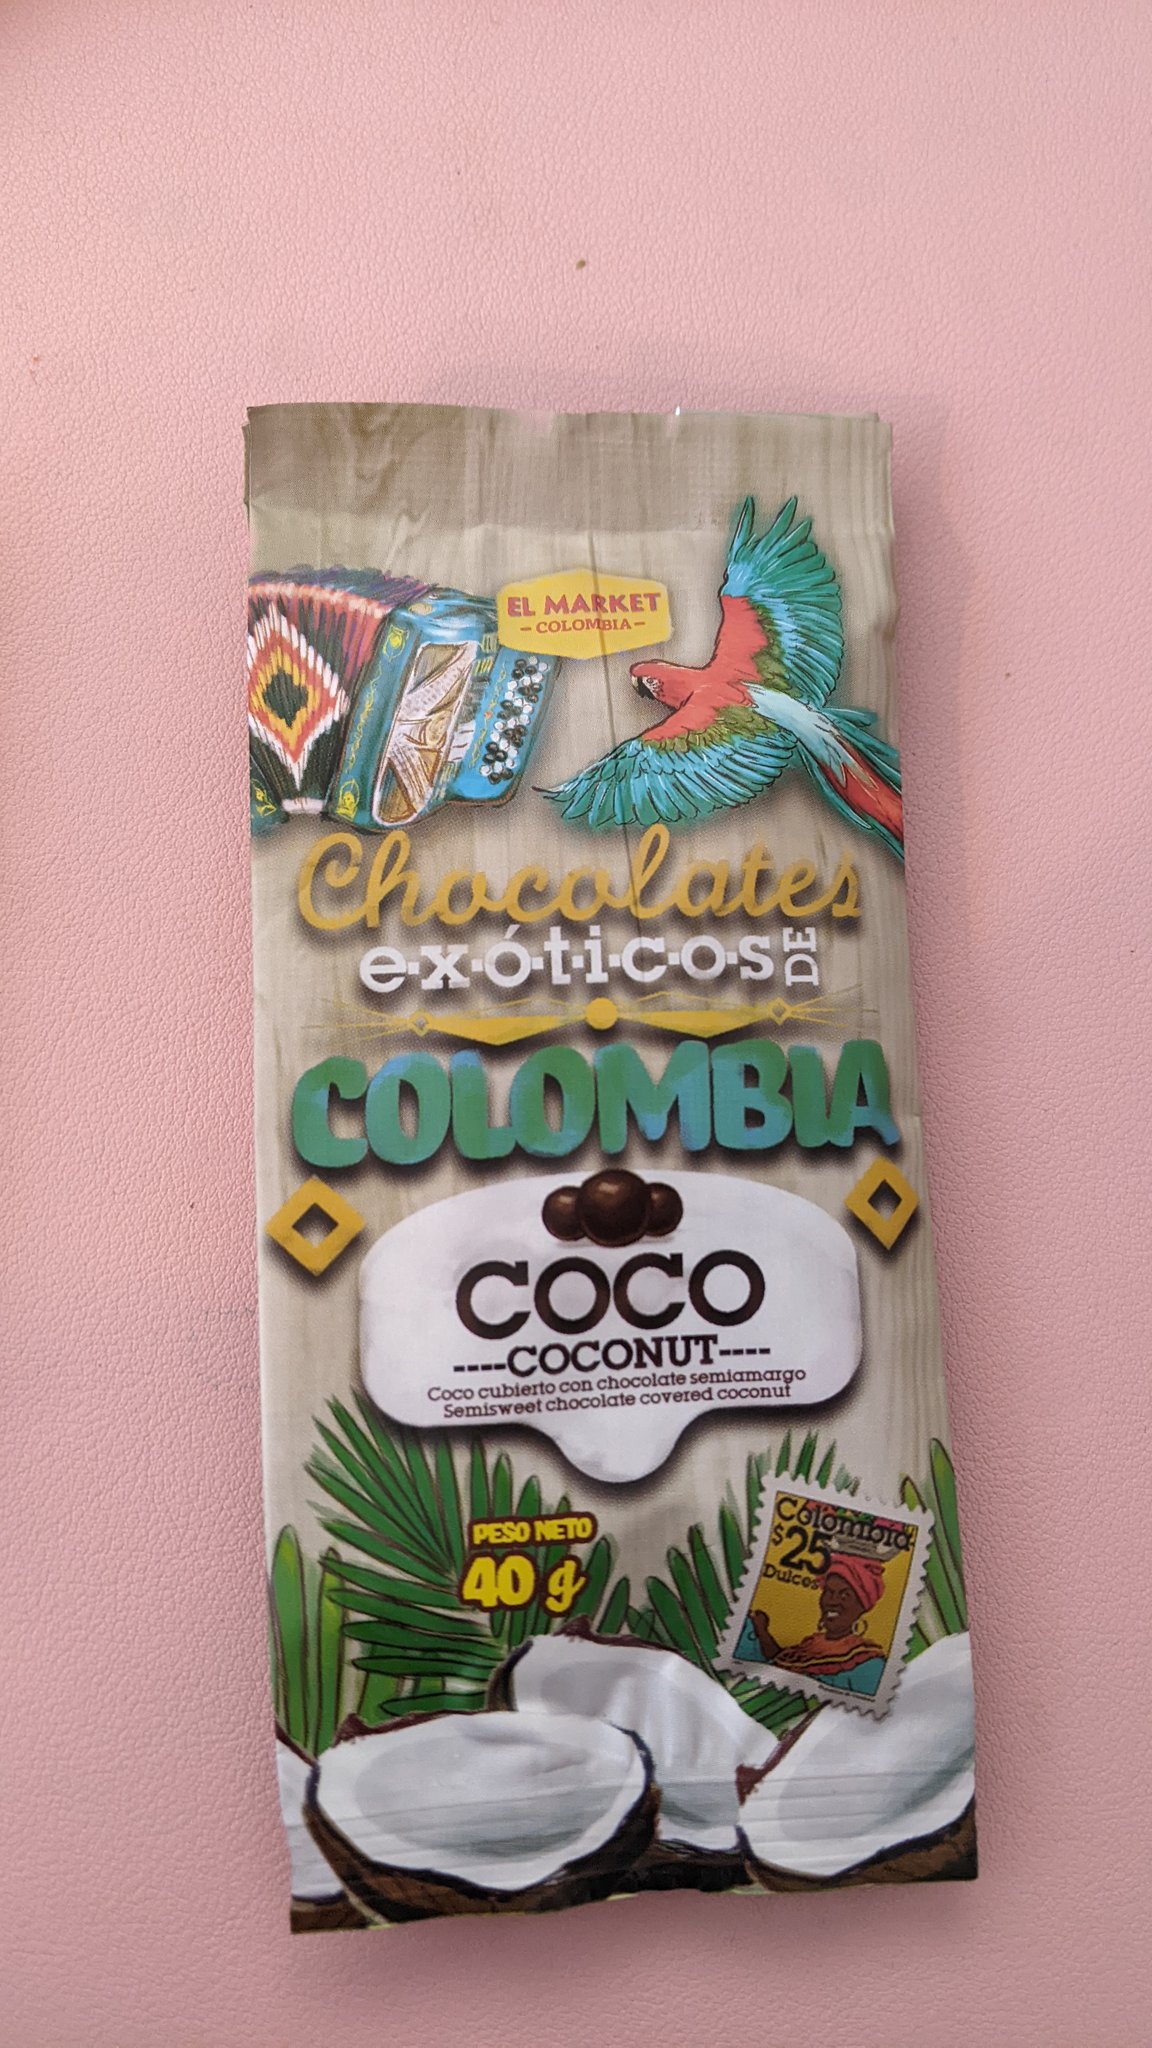 EL MARKET
- COLOMBIA -
Chocolates
e·x·ó·t·i·c·o·s DE
COLOMBIA
COCO
----COCONUT----
Coco cubierto con chocolate semiamargo
Semisweet chocolate covered coconut
PESO NETO
40 g
Colombia
$25
Dulces